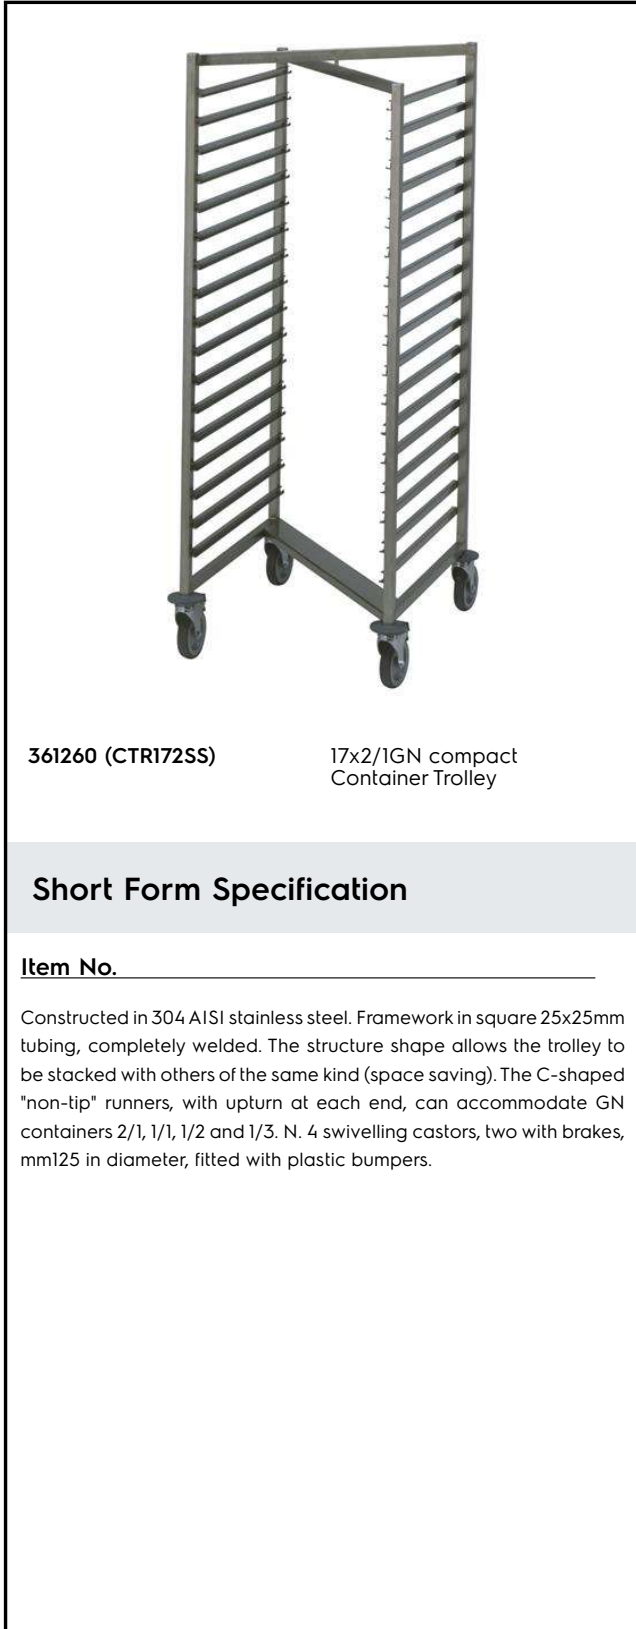 361260 (CTR172SS)
17x2/1GN compact
Container Trolley
Short Form Specification
Item No.
Constructed in 304 AISI stainless steel. Framework in square 25x25mm
tubing, completely welded. The structure shape allows the trolley to
be stacked with others of the same kind (space saving). The C-shaped
"non-tip" runners, with upturn at each end, can accommodate GN
containers 2/1, 1/1, 1/2 and 1/3. N. 4 swivelling castors, two with brakes,
mm125 in diameter, fitted with plastic bumpers.